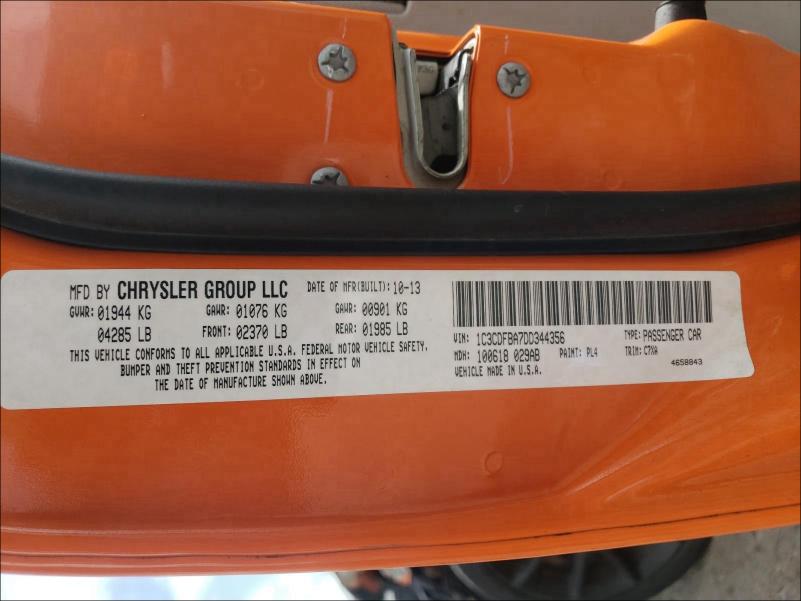 MFD BY CHRYSLER GROUP LLC DATE OF MFR(BUILT): 10-13
GVWR: 01944 KG GAWR: 01076 KG GAWR: 00901 KG
04285 LB FRONT: 02370 LB REAR: 01985 LB
THIS VEHICLE CONFORMS TO ALL APPLICABLE U.S.A. FEDERAL MOTOR VEHICLE SAFETY,
BUMPER AND THEFT PREVENTION STANDARDS IN EFFECT ON
THE DATE OF MANUFACTURE SHOWN ABOVE.
VIN: 1C3CDFBA7DD344356 TYPE: PASSENGER CAR
MDH: 100618 029AB PAINT: PL4 TRIM: C7XA
VEHICLE MADE IN U.S.A. 4658843